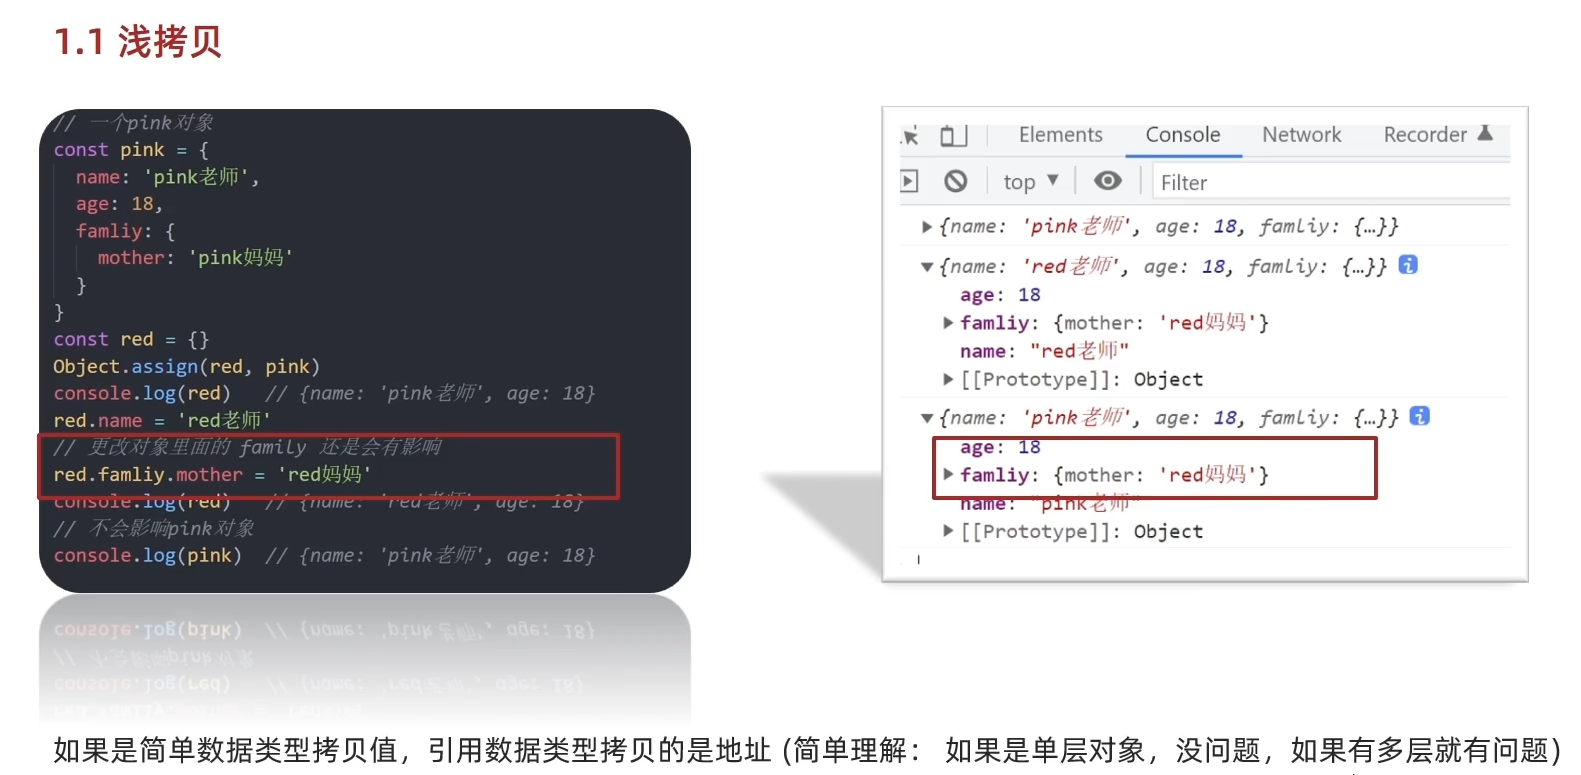 1.1 浅拷贝
// 一个pink对象
const pink = {
name: 'pink老师',
age: 18,
famliy: {
mother: 'pink妈妈'
}
}
const red = {}
Object.assign(red, pink)
console.log(red) // {name: 'pink老师', age: 18}
red.name = 'red老师'
// 更改对象里面的 family 还是会有影响
red.famliy.mother = 'red妈妈'
console.log(red) // {name: 'red老师', age: 18}
// 不会影响pink对象
console.log(pink) // {name: 'pink老师', age: 18}
Elements Console Network Recorder
top Filter
{name: 'pink老师', age: 18, famliy: {…}}
{name: 'red老师', age: 18, famliy: {…}}
age: 18
famliy: {mother: 'red妈妈'}
name: "red老师"
[[Prototype]]: Object
{name: 'pink老师', age: 18, famliy: {…}}
age: 18
famliy: {mother: 'red妈妈'}
name: "pink老师"
[[Prototype]]: Object
如果是简单数据类型拷贝值，引用数据类型拷贝的是地址 (简单理解： 如果是单层对象，没问题，如果有多层就有问题)